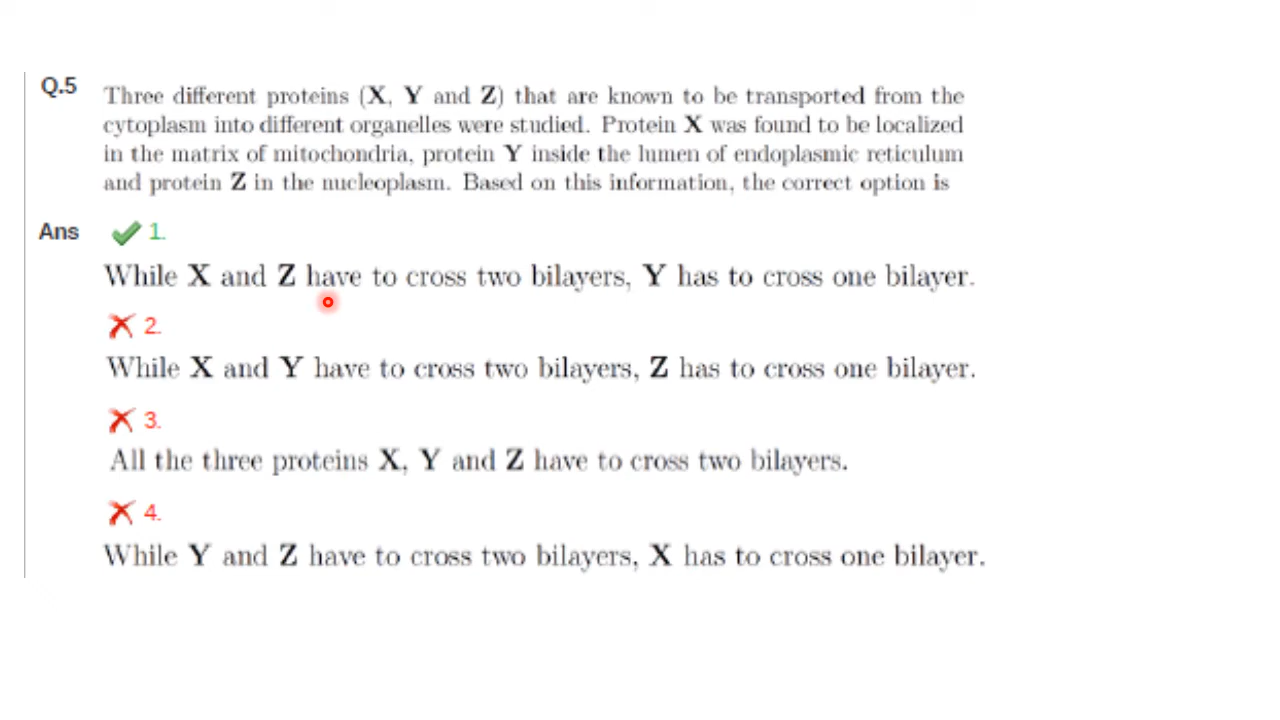 Q.5 Three different proteins (X, Y and Z) that are known to be transported from the
cytoplasm into different organelles were studied. Protein X was found to be localized
in the matrix of mitochondria, protein Y inside the lumen of endoplasmic reticulum
and protein Z in the nucleoplasm. Based on this information, the correct option is
Ans 1.
While X and Z have to cross two bilayers, Y has to cross one bilayer.
2.
While X and Y have to cross two bilayers, Z has to cross one bilayer.
3.
All the three proteins X, Y and Z have to cross two bilayers.
4.
While Y and Z have to cross two bilayers, X has to cross one bilayer.